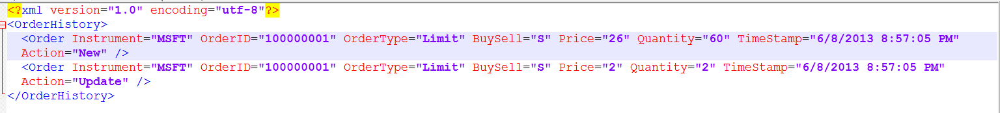 <?xml version="1.0" encoding="utf-8"?>
<OrderHistory>
<Order Instrument="MSFT" OrderID="100000001" OrderType="Limit" BuySell="S" Price="26" Quantity="60" TimeStamp="6/8/2013 8:57:05 PM"
Action="New" />
<Order Instrument="MSFT" OrderID="100000001" OrderType="Limit" BuySell="S" Price="2" Quantity="2" TimeStamp="6/8/2013 8:57:05 PM"
Action="Update" />
</OrderHistory>